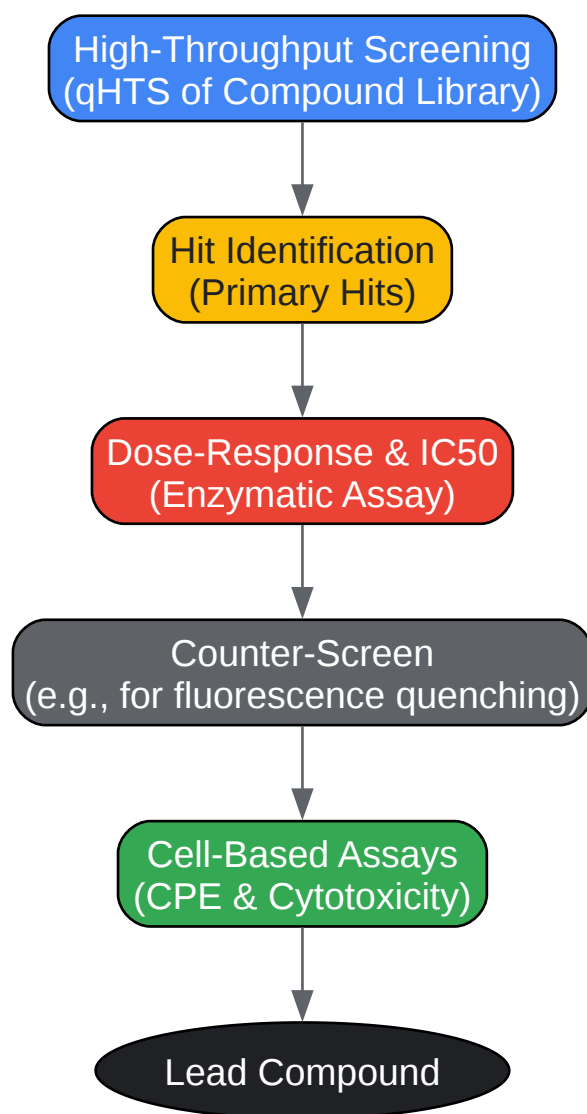 High-Throughput Screening
(qHTS of Compound Library)
Hit Identification
(Primary Hits)
Dose-Response & IC50
(Enzymatic Assay)
Counter-Screen
(e.g., for fluorescence quenching)
Cell-Based Assays
(CPE & Cytotoxicity)
Lead Compound